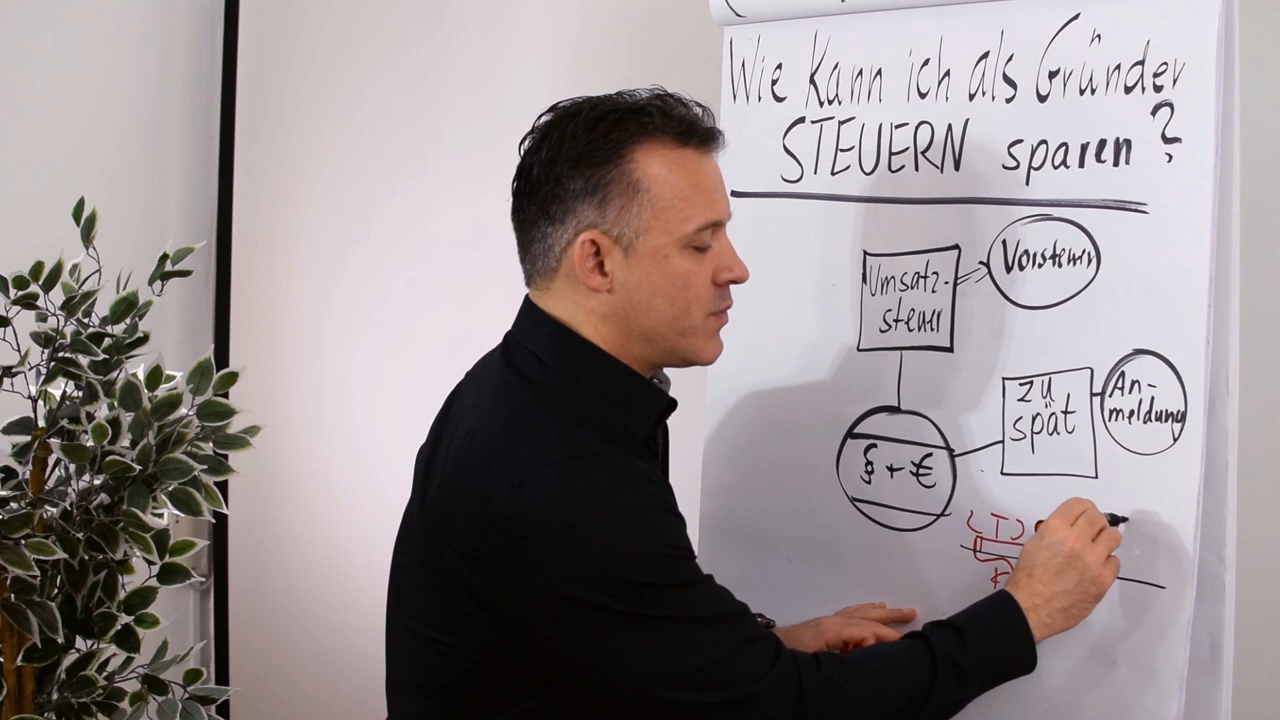 Wie kann ich als Gründer
STEUERN sparen?
Umsatz-
steuer
Vorsteuer
zu
spät
An-
meldung
§ + €